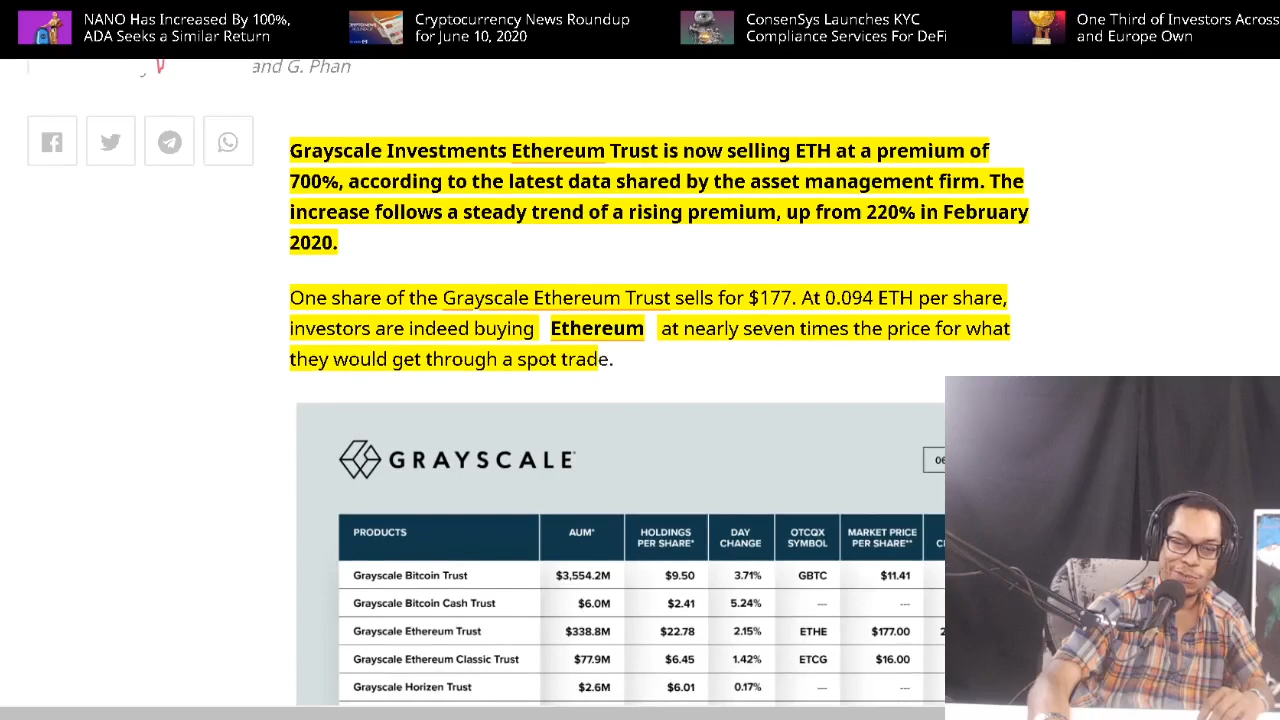 NANO Has Increased By 100%,
ADA Seeks a Similar Return
Cryptocurrency News Roundup
for June 10, 2020
ConsenSys Launches KYC
Compliance Services For DeFi
One Third of Investors Across
and Europe Own
and G. Phan
Grayscale Investments Ethereum Trust is now selling ETH at a premium of
700%, according to the latest data shared by the asset management firm. The
increase follows a steady trend of a rising premium, up from 220% in February
2020.
One share of the Grayscale Ethereum Trust sells for $177. At 0.094 ETH per share,
investors are indeed buying Ethereum at nearly seven times the price for what
they would get through a spot trade.
GRAYSCALE
06
PRODUCTS AUM* HOLDINGS PER SHARE* DAY CHANGE OTCQX SYMBOL MARKET PRICE PER SHARE**
Grayscale Bitcoin Trust $3,554.2M $9.50 3.71% GBTC $11.41
Grayscale Bitcoin Cash Trust $6.0M $2.41 5.24% --- ---
Grayscale Ethereum Trust $338.8M $22.78 2.15% ETHE $177.00 2
Grayscale Ethereum Classic Trust $77.9M $6.45 1.42% ETCG $16.00
Grayscale Horizen Trust $2.6M $6.01 0.17% --- ---